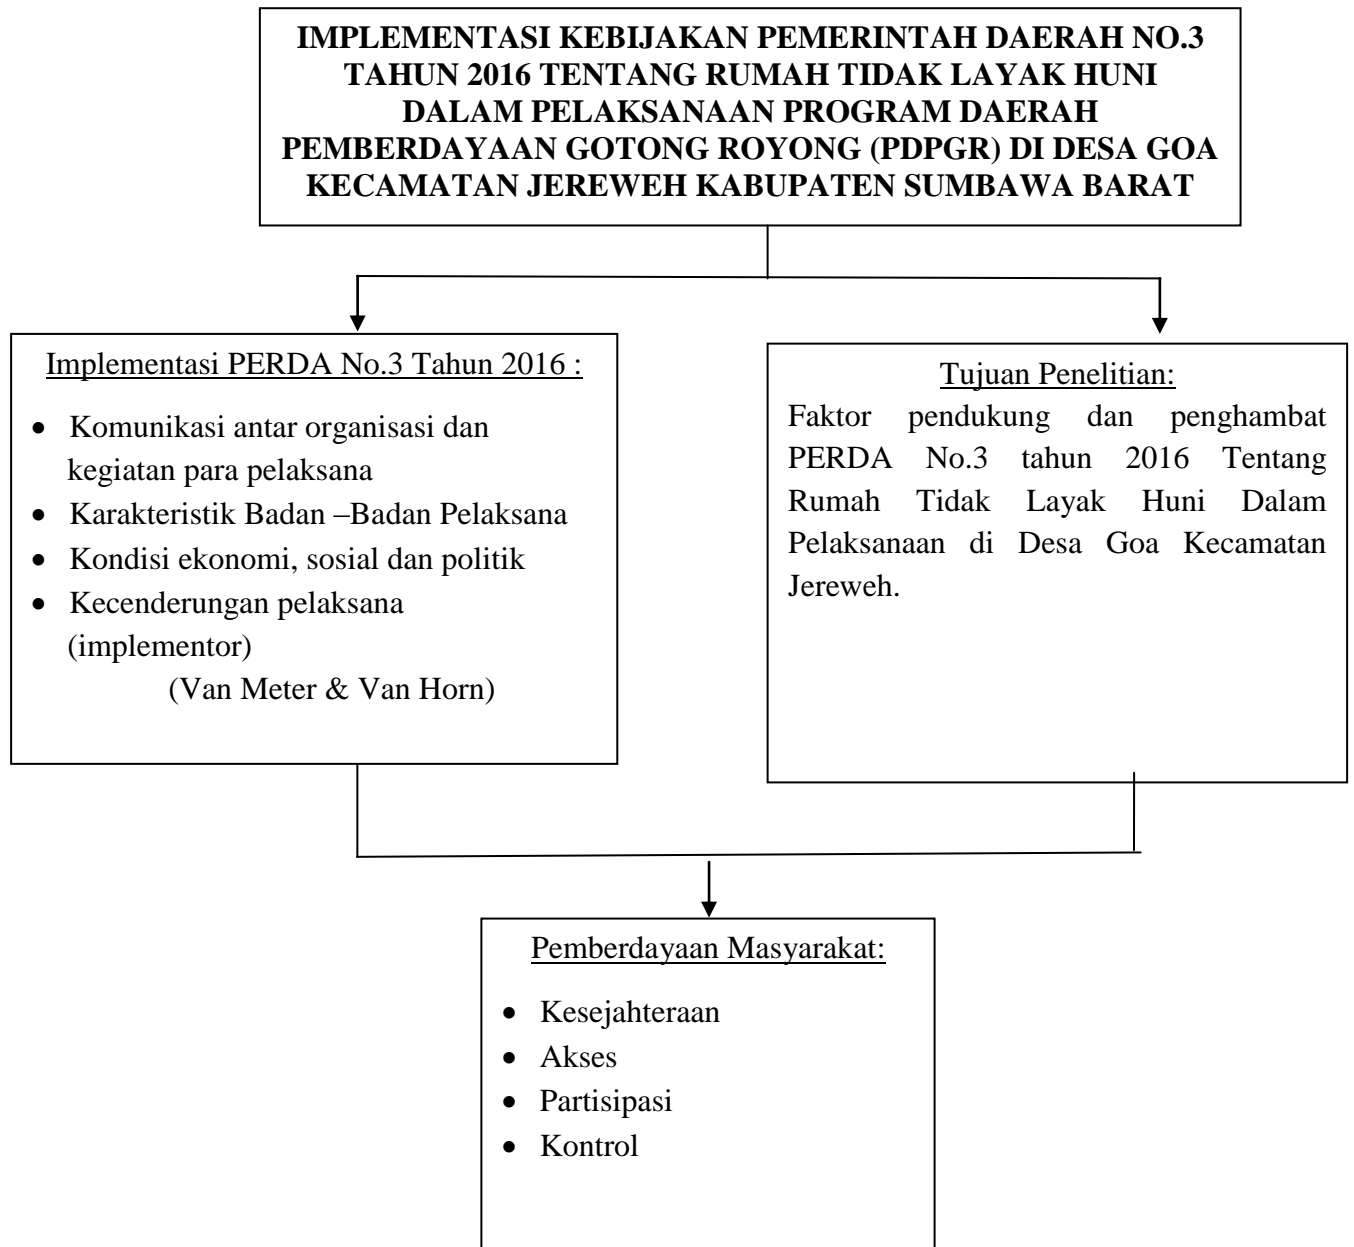 IMPLEMENTASI KEBIJAKAN PEMERINTAH DAERAH NO.3
TAHUN 2016 TENTANG RUMAH TIDAK LAYAK HUNI
DALAM PELAKSANAAN PROGRAM DAERAH
PEMBERDAYAAN GOTONG ROYONG (PDPGR) DI DESA GOA
KECAMATAN JEREWEH KABUPATEN SUMBAWA BARAT
Implementasi PERDA No.3 Tahun 2016 :
• Komunikasi antar organisasi dan
kegiatan para pelaksana
• Karakteristik Badan –Badan Pelaksana
• Kondisi ekonomi, sosial dan politik
• Kecenderungan pelaksana
(implementor)
(Van Meter & Van Horn)
Tujuan Penelitian:
Faktor pendukung dan penghambat
PERDA No.3 tahun 2016 Tentang
Rumah Tidak Layak Huni Dalam
Pelaksanaan di Desa Goa Kecamatan
Jereweh.
Pemberdayaan Masyarakat:
• Kesejahteraan
• Akses
• Partisipasi
• Kontrol